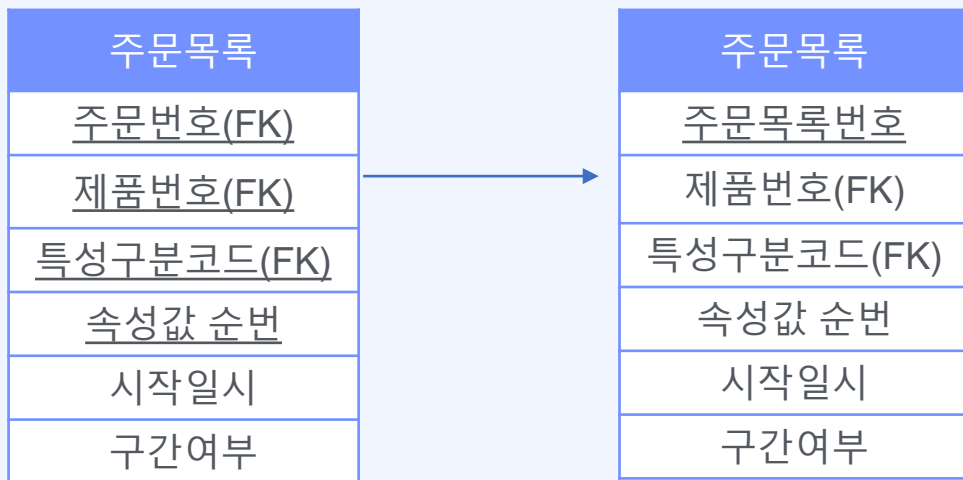 주문목록
주문번호(FK)
제품번호(FK)
특성구분코드(FK)
속성값 순번
시작일시
구간여부
주문목록
주문목록번호
제품번호(FK)
특성구분코드(FK)
속성값 순번
시작일시
구간여부